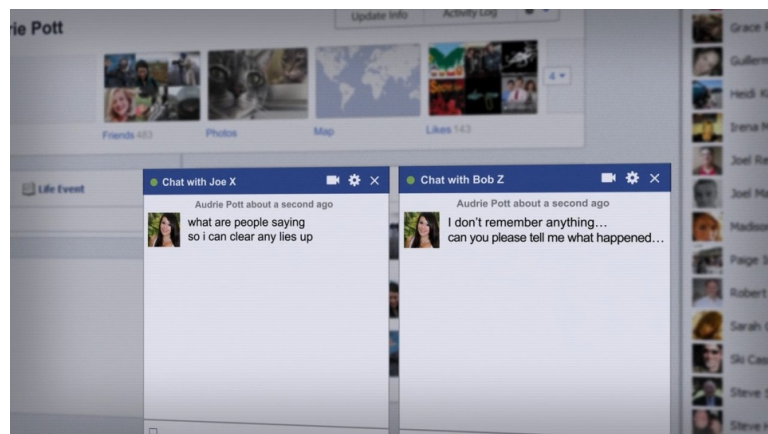 rie Pott
Update Info
Activity Log
Friends 483
Photos
Map
Likes 143
4
Life Event
Chat with Joe X
Audrie Pott about a second ago
what are people saying
so i can clear any lies up
Chat with Bob Z
Audrie Pott about a second ago
I don't remember anything...
can you please tell me what happened...
Grace
Guillerm
Heidi K
Irena M
Joel Re
Joel Ma
Madison
Paige I
Robert
Sarah
Ski Cass
Steve S
Steve H